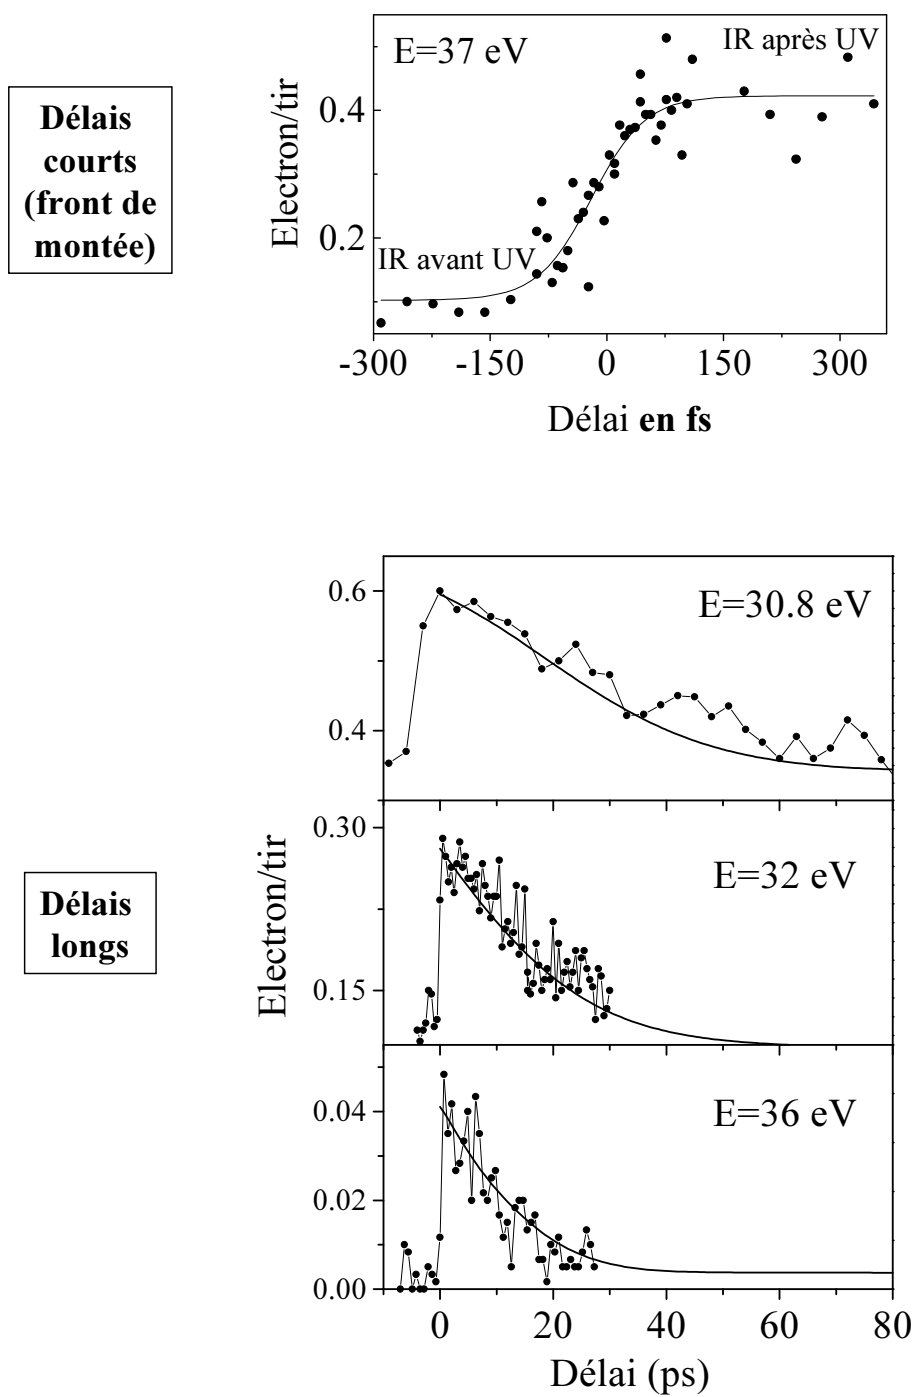 Délais
courts
(front de
montée)
Electron/tir
0.4
0.2
E=37 eV
IR après UV
IR avant UV
-300
-150
0
150
300
Délai en fs
Délais
longs
Electron/tir
0.6
0.4
E=30.8 eV
0.30
0.15
E=32 eV
0.04
0.02
0.00
E=36 eV
0
20
40
60
80
Délai (ps)